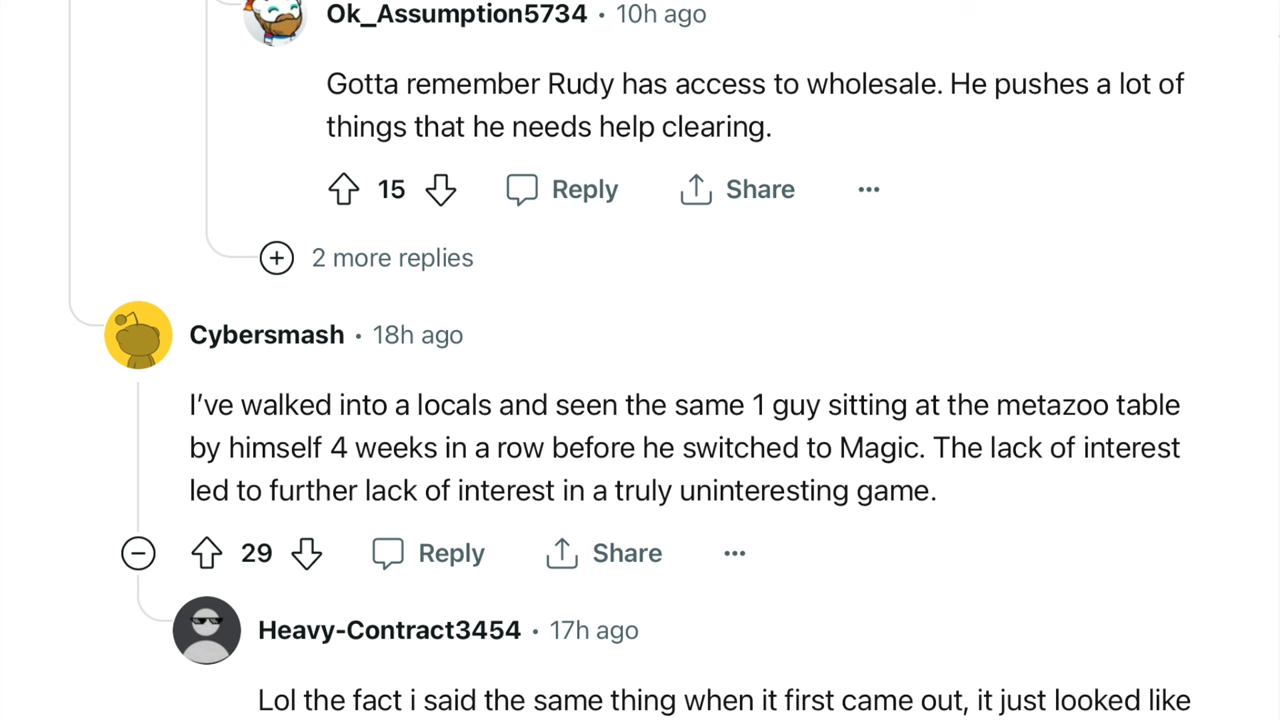 Ok_Assumption5734 • 10h ago
Gotta remember Rudy has access to wholesale. He pushes a lot of
things that he needs help clearing.
15 Reply Share
2 more replies
Cybersmash • 18h ago
I’ve walked into a locals and seen the same 1 guy sitting at the metazoo table
by himself 4 weeks in a row before he switched to Magic. The lack of interest
led to further lack of interest in a truly uninteresting game.
29 Reply Share
Heavy-Contract3454 • 17h ago
Lol the fact i said the same thing when it first came out, it just looked like